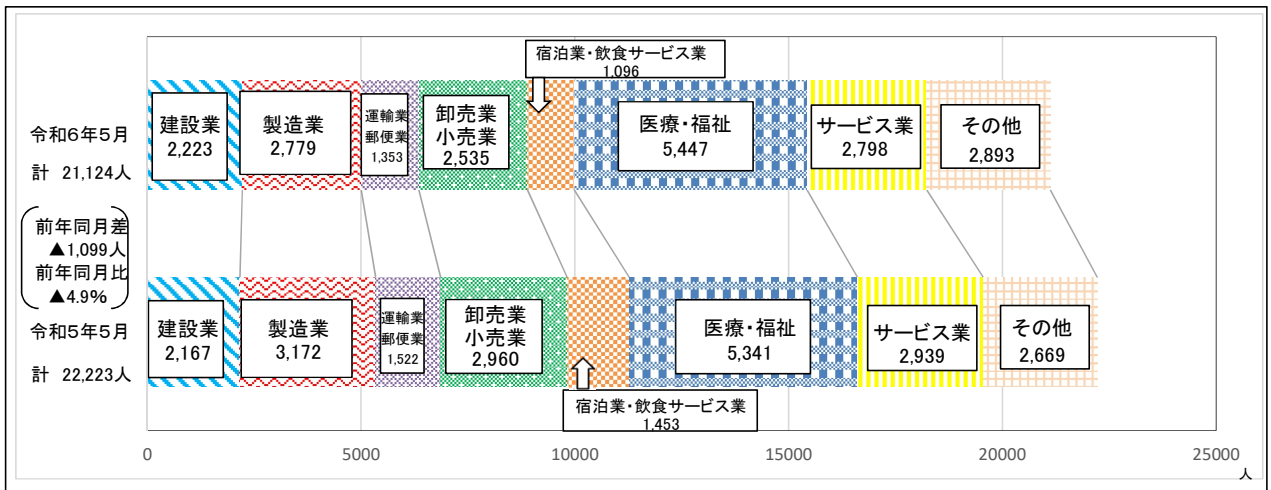 宿泊業・飲食サービス業
1,096
令和6年5月
計 21,124人
建設業
2,223
製造業
2,779
運輸業
郵便業
1,353
卸売業
小売業
2,535
医療・福祉
5,447
サービス業
2,798
その他
2,893
前年同月差
▲1,099人
前年同月比
▲4.9%
令和5年5月
計 22,223人
建設業
2,167
製造業
3,172
運輸業
郵便業
1,522
卸売業
小売業
2,960
医療・福祉
5,341
サービス業
2,939
その他
2,669
宿泊業・飲食サービス業
1,453
0 5000 10000 15000 20000 25000
人